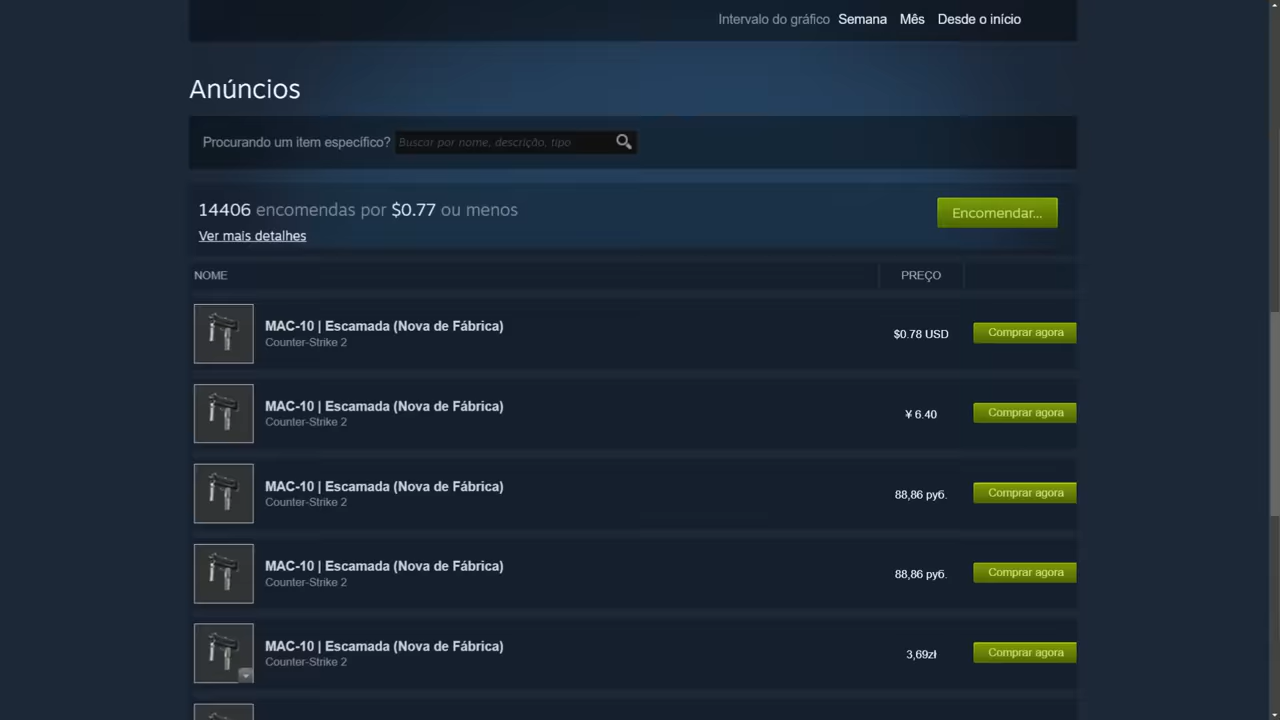 Intervalo do gráfico Semana Mês Desde o início
Anúncios
Procurando um item específico? Buscar por nome, descrição, tipo
14406 encomendas por $0.77 ou menos
Encomendar...
Ver mais detalhes
NOME PREÇO
MAC-10 | Escamada (Nova de Fábrica)
Counter-Strike 2
$0.78 USD
Comprar agora
MAC-10 | Escamada (Nova de Fábrica)
Counter-Strike 2
¥ 6.40
Comprar agora
MAC-10 | Escamada (Nova de Fábrica)
Counter-Strike 2
88,86 руб.
Comprar agora
MAC-10 | Escamada (Nova de Fábrica)
Counter-Strike 2
88,86 руб.
Comprar agora
MAC-10 | Escamada (Nova de Fábrica)
Counter-Strike 2
3,69zł
Comprar agora